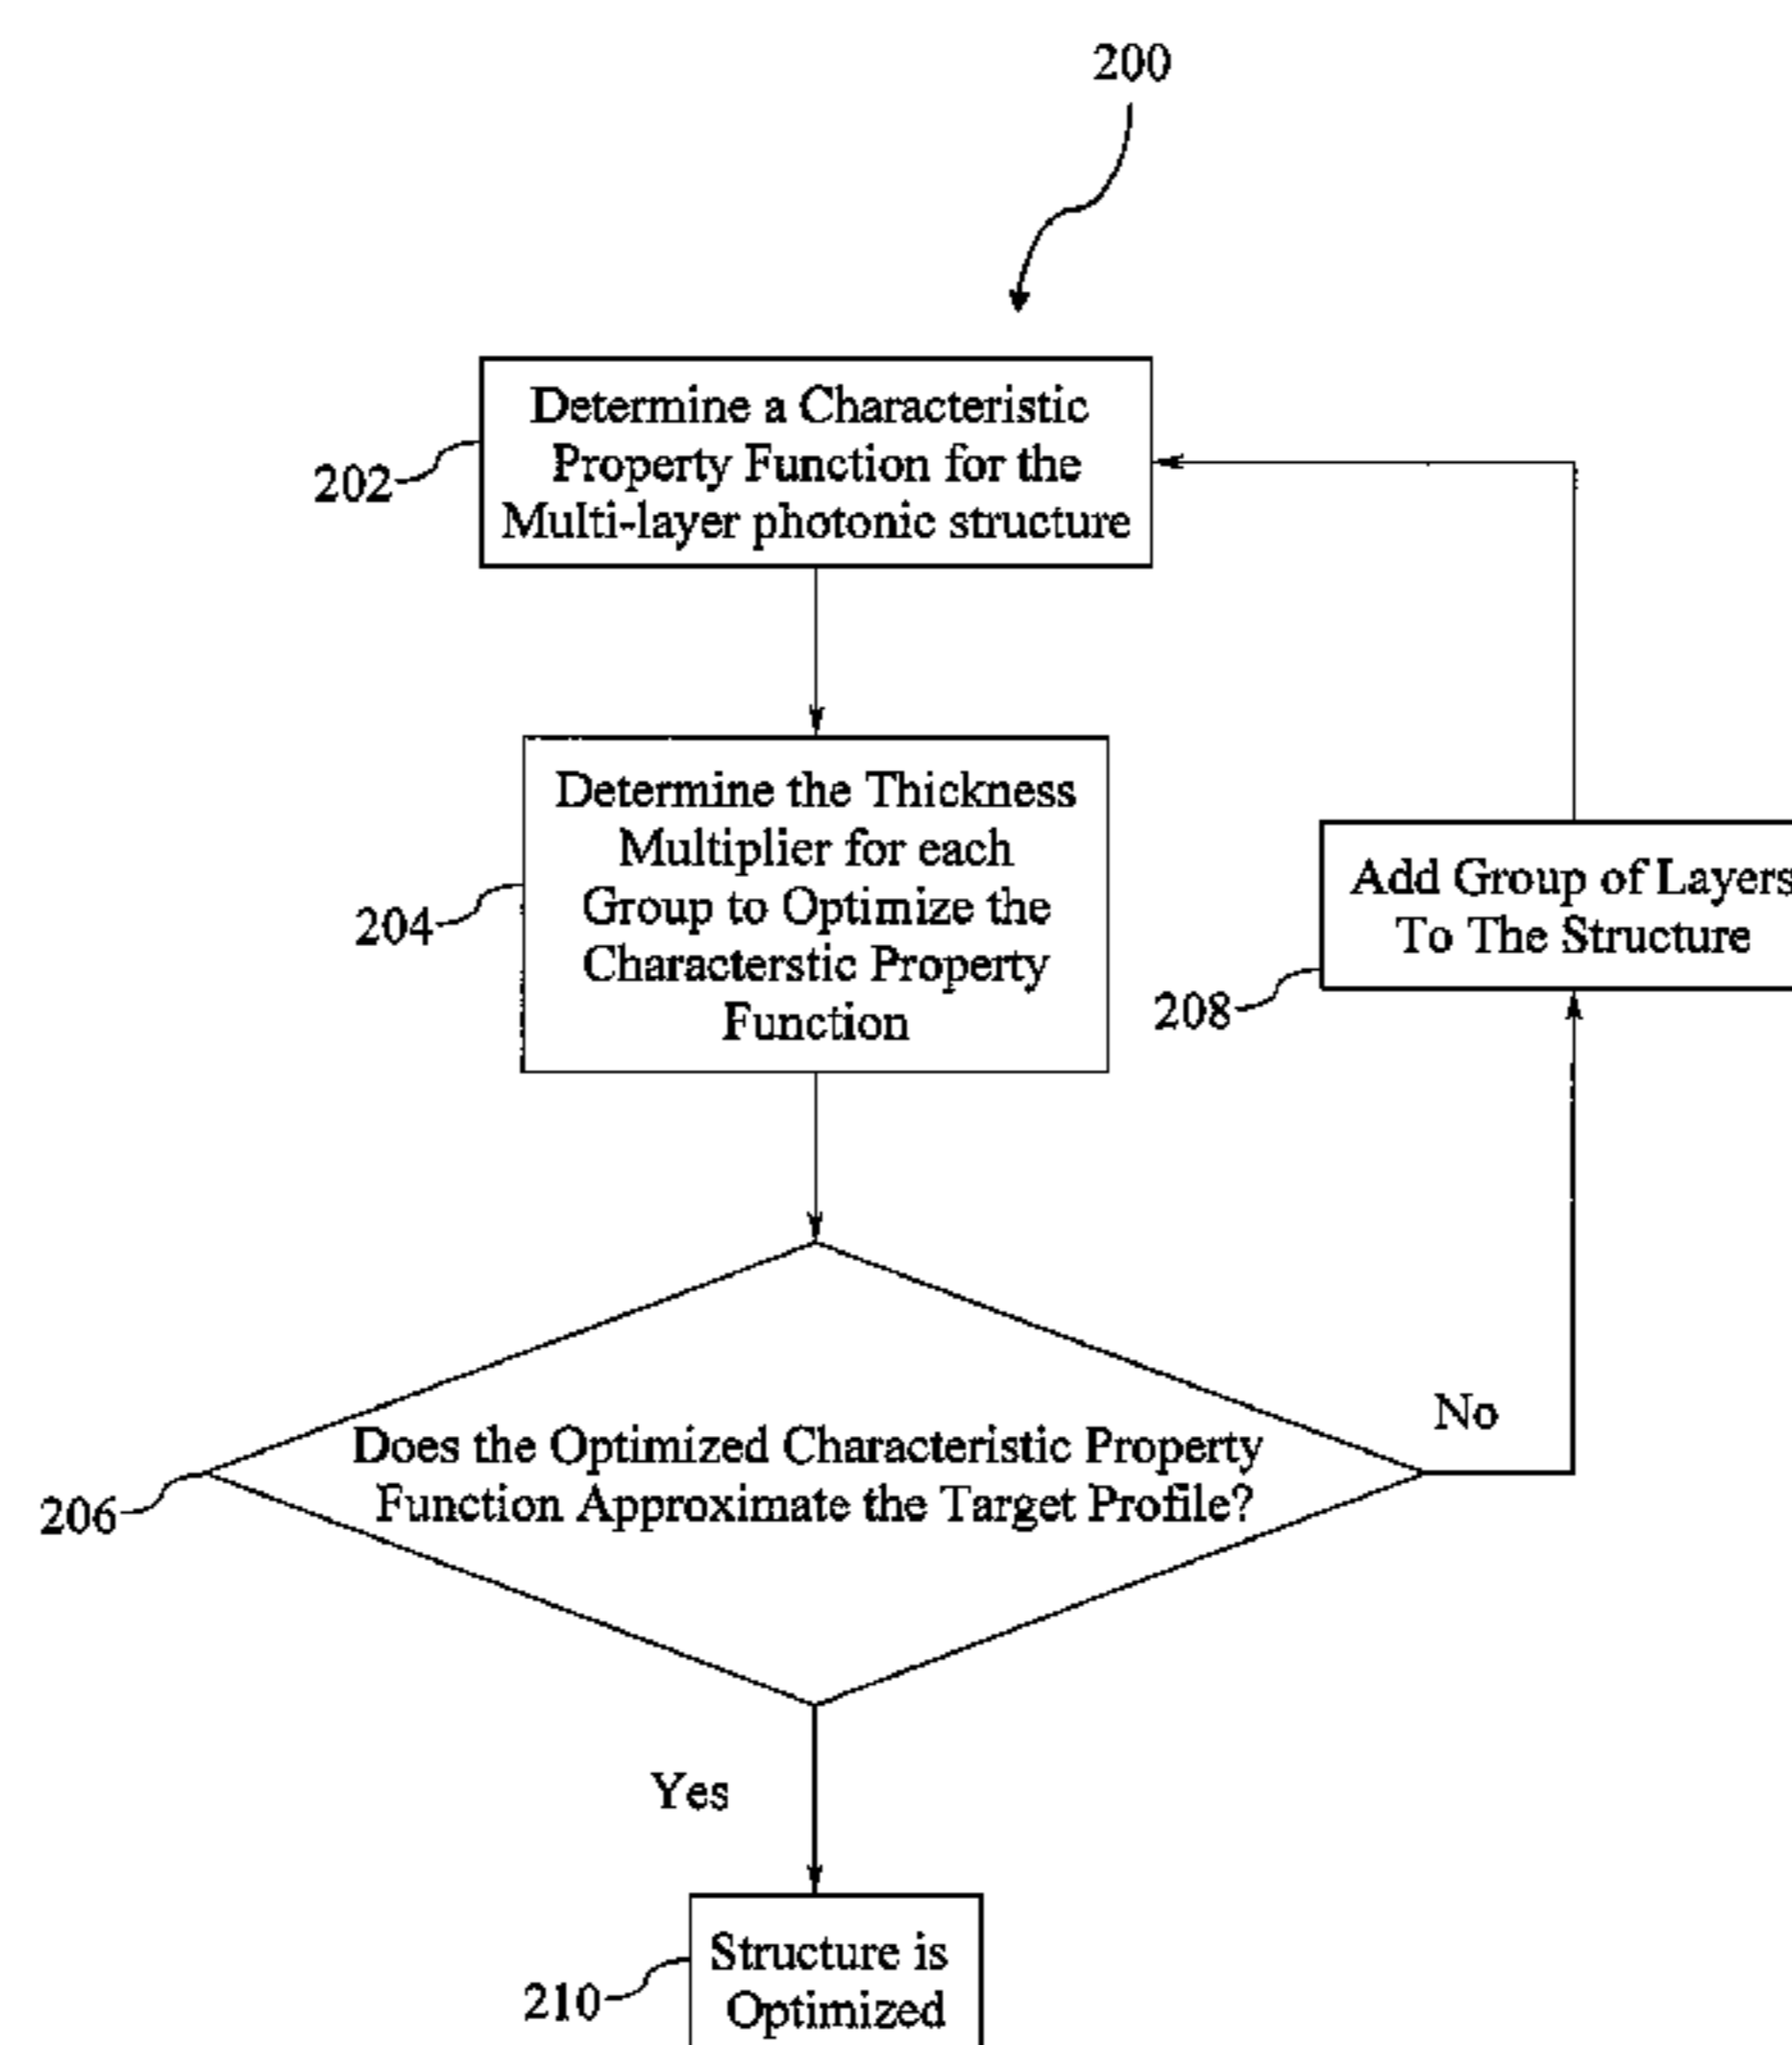 200
Determine a Characteristic
Property Function for the
Multi-layer photonic structure
202
Determine the Thickness
Multiplier for each
Group to Optimize the
Characterstic Property
Function
204
Add Group of Layers
To The Structure
208
No
Does the Optimized Characteristic Property
Function Approximate the Target Profile?
206
Yes
Structure is
Optimized
210